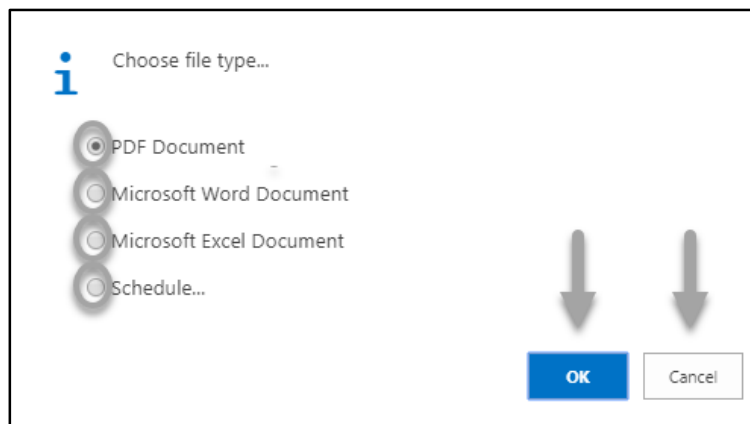 Choose file type...
PDF Document
Microsoft Word Document
Microsoft Excel Document
Schedule...
OK Cancel